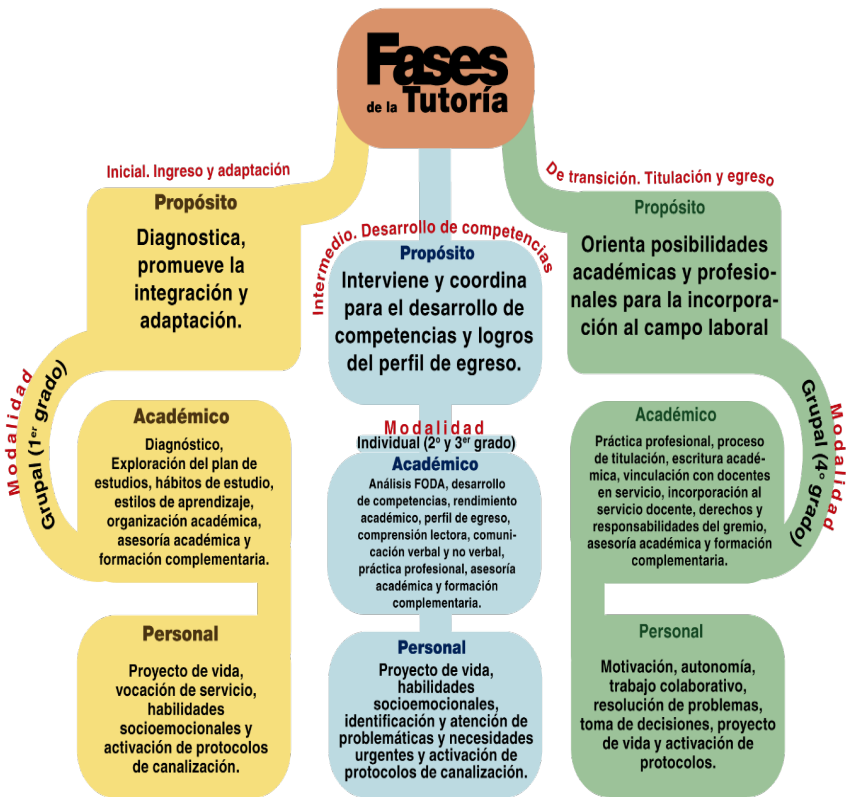 Fases
de la Tutoría
Inicial. Ingreso y adaptación
Propósito
Diagnostica,
promueve la
integración y
adaptación.
Modalidad
Grupal (1er grado)
Académico
Diagnóstico,
Exploración del plan de
estudios, hábitos de estudio,
estilos de aprendizaje,
organización académica,
asesoría académica y
formación complementaria.
Personal
Proyecto de vida,
vocación de servicio,
habilidades
socioemocionales y
activación de protocolos
de canalización.
Intermedio. Desarrollo de competencias
Propósito
Interviene y coordina
para el desarrollo de
competencias y logros
del perfil de egreso.
Modalidad
Individual (2º y 3er grado)
Académico
Análisis FODA, desarrollo
de competencias, rendimiento
académico, perfil de egreso,
comprensión lectora, comuni-
cación verbal y no verbal,
práctica profesional, asesoría
académica y formación
complementaria.
Personal
Proyecto de vida,
habilidades
socioemocionales,
identificación y atención de
problemáticas y necesidades
urgentes y activación de
protocolos de canalización.
De transición. Titulación y egreso
Propósito
Orienta posibilidades
académicas y profesio-
nales para la incorpora-
ción al campo laboral
Modalidad
Grupal (4° grado)
Académico
Práctica profesional, proceso
de titulación, escritura acadé-
mica, vinculación con docentes
en servicio, incorporación al
servicio docente, derechos y
responsabilidades del gremio,
asesoría académica y formación
complementaria.
Personal
Motivación, autonomía,
trabajo colaborativo,
resolución de problemas,
toma de decisiones, proyecto
de vida y activación de
protocolos.